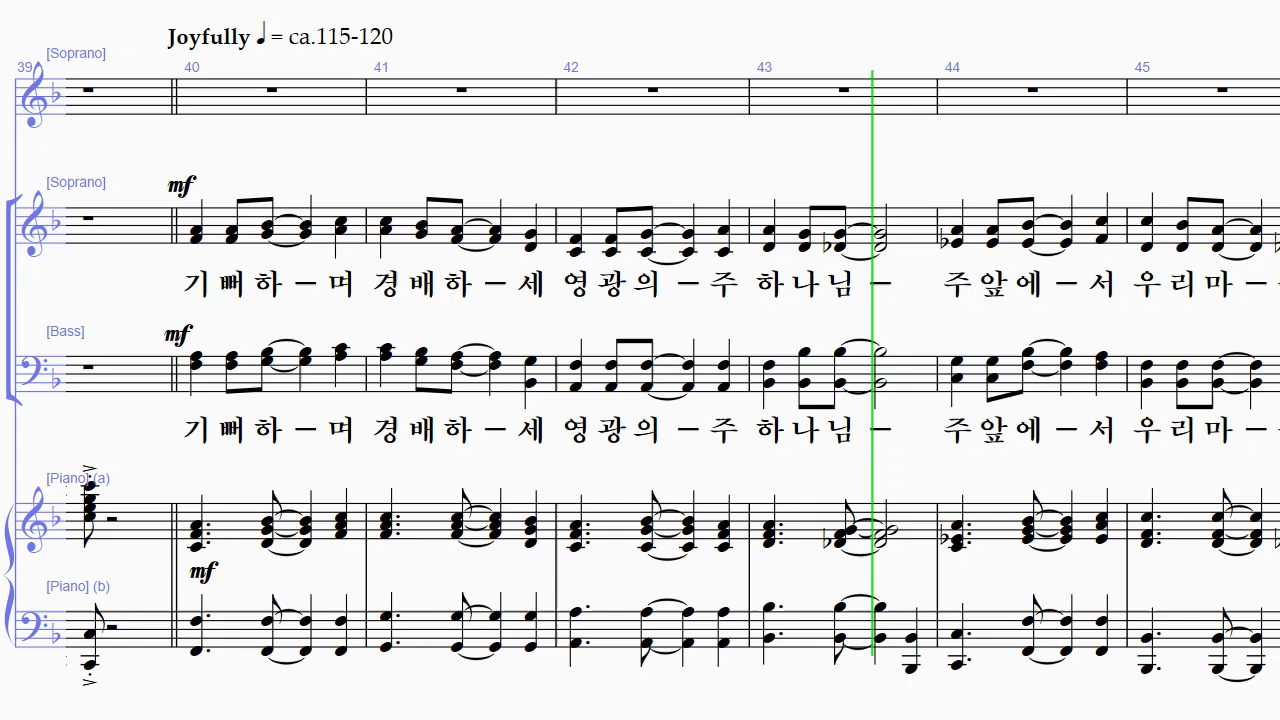 Joyfully ♩ = ca.115-120
[Soprano]
39 40 41 42 43 44 45
[Soprano]
mf
기 뻐 하 – 며 경 배 하 – 세 영 광 의 – 주 하 나 님 – 주 앞 에 – 서 우 리 마 –
[Bass]
mf
기 뻐 하 – 며 경 배 하 – 세 영 광 의 – 주 하 나 님 – 주 앞 에 – 서 우 리 마 –
[Piano] (a)
mf
[Piano] (b)